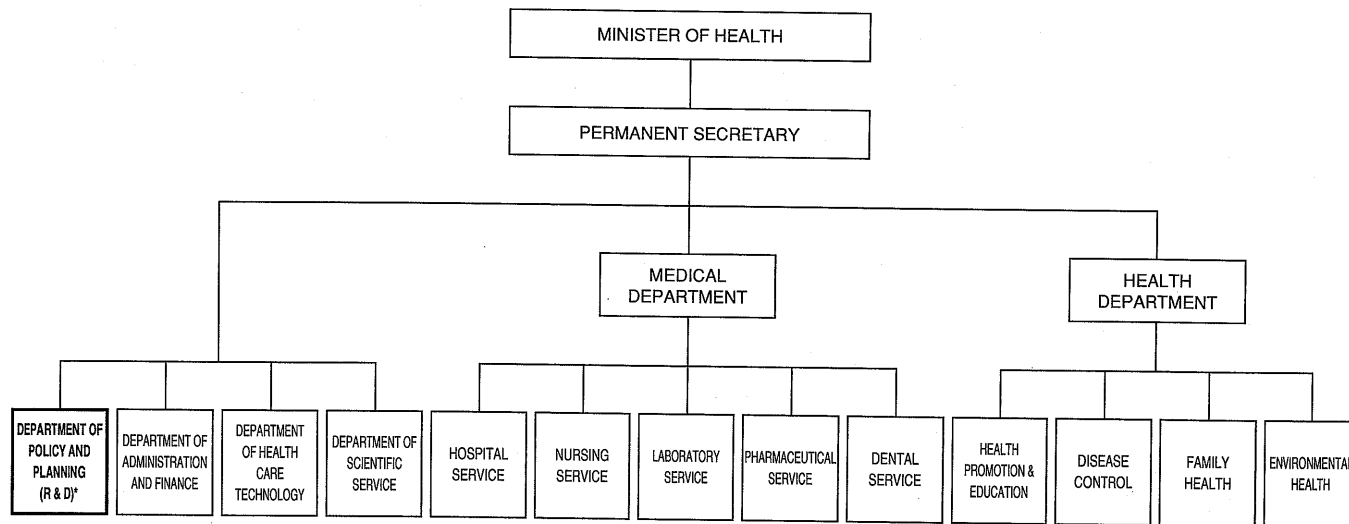 MINISTER OF HEALTH
PERMANENT SECRETARY
MEDICAL
DEPARTMENT
HEALTH
DEPARTMENT
DEPARTMENT OF
POLICY AND
PLANNING
(R & D)*
DEPARTMENT OF
ADMINISTRATION
AND FINANCE
DEPARTMENT
OF HEALTH
CARE
TECHNOLOGY
DEPARTMENT OF
SCIENTIFIC
SERVICE
HOSPITAL
SERVICE
NURSING
SERVICE
LABORATORY
SERVICE
PHARMACEUTICAL
SERVICE
DENTAL
SERVICE
HEALTH
PROMOTION &
EDUCATION
DISEASE
CONTROL
FAMILY
HEALTH
ENVIRONMENTAL
HEALTH